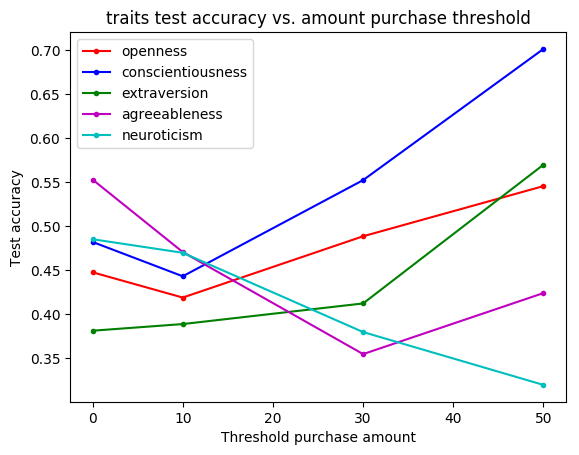 traits test accuracy vs. amount purchase threshold
openness
conscientiousness
extraversion
agreeableness
neuroticism
0.70
0.65
0.60
0.55
0.50
0.45
0.40
0.35
Test accuracy
0 10 20 30 40 50
Threshold purchase amount